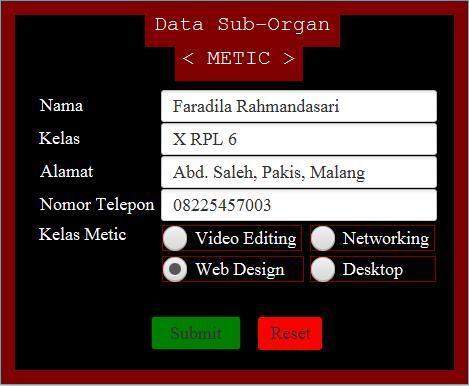 Data Sub-Organ
< METIC >
Nama Faradila Rahmandasari
Kelas X RPL 6
Alamat Abd. Saleh, Pakis, Malang
Nomor Telepon 08225457003
Kelas Metic Video Editing Networking
Web Design Desktop
Submit Reset